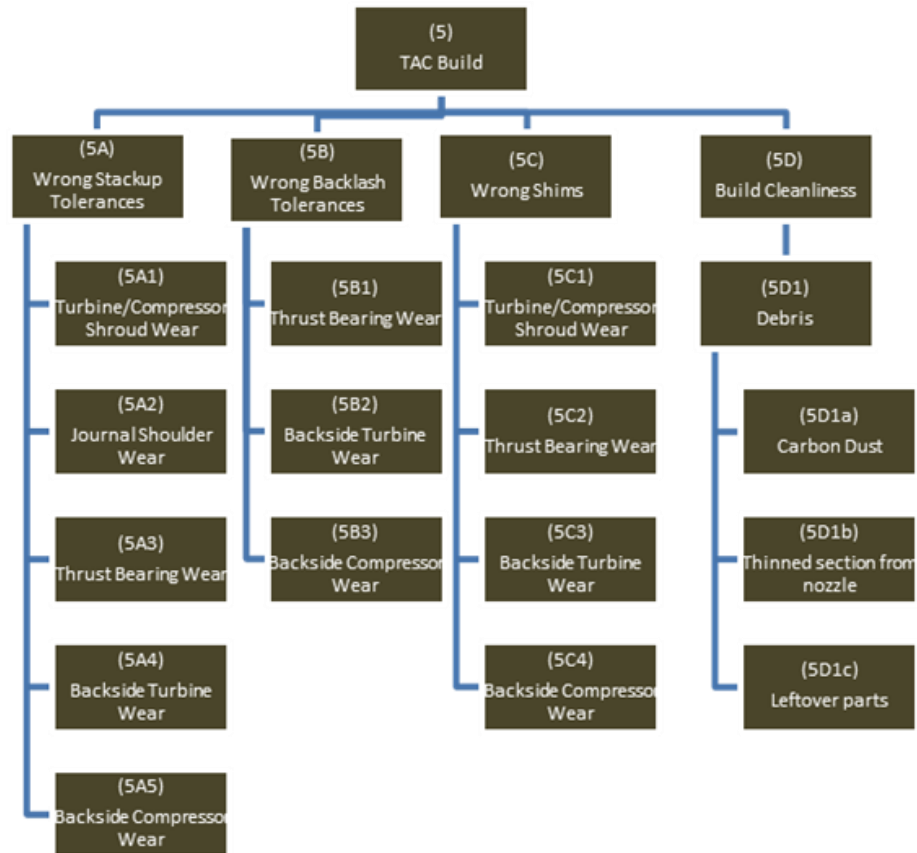 (5)
TAC Build
(5A)
Wrong Stackup
Tolerances
(5B)
Wrong Backlash
Tolerances
(5C)
Wrong Shims
(5D)
Build Cleanliness
(5A1)
Turbine/Compressor
Shroud Wear
(5A2)
Journal Shoulder
Wear
(5A3)
Thrust Bearing Wear
(5A4)
Backside Turbine
Wear
(5A5)
Backside Compressor
Wear
(5B1)
Thrust Bearing Wear
(5B2)
Backside Turbine
Wear
(5B3)
Backside Compressor
Wear
(5C1)
Turbine/Compressor
Shroud Wear
(5C2)
Thrust Bearing Wear
(5C3)
Backside Turbine
Wear
(5C4)
Backside Compressor
Wear
(5D1)
Debris
(5D1a)
Carbon Dust
(5D1b)
Thinned section from
nozzle
(5D1c)
Leftover parts